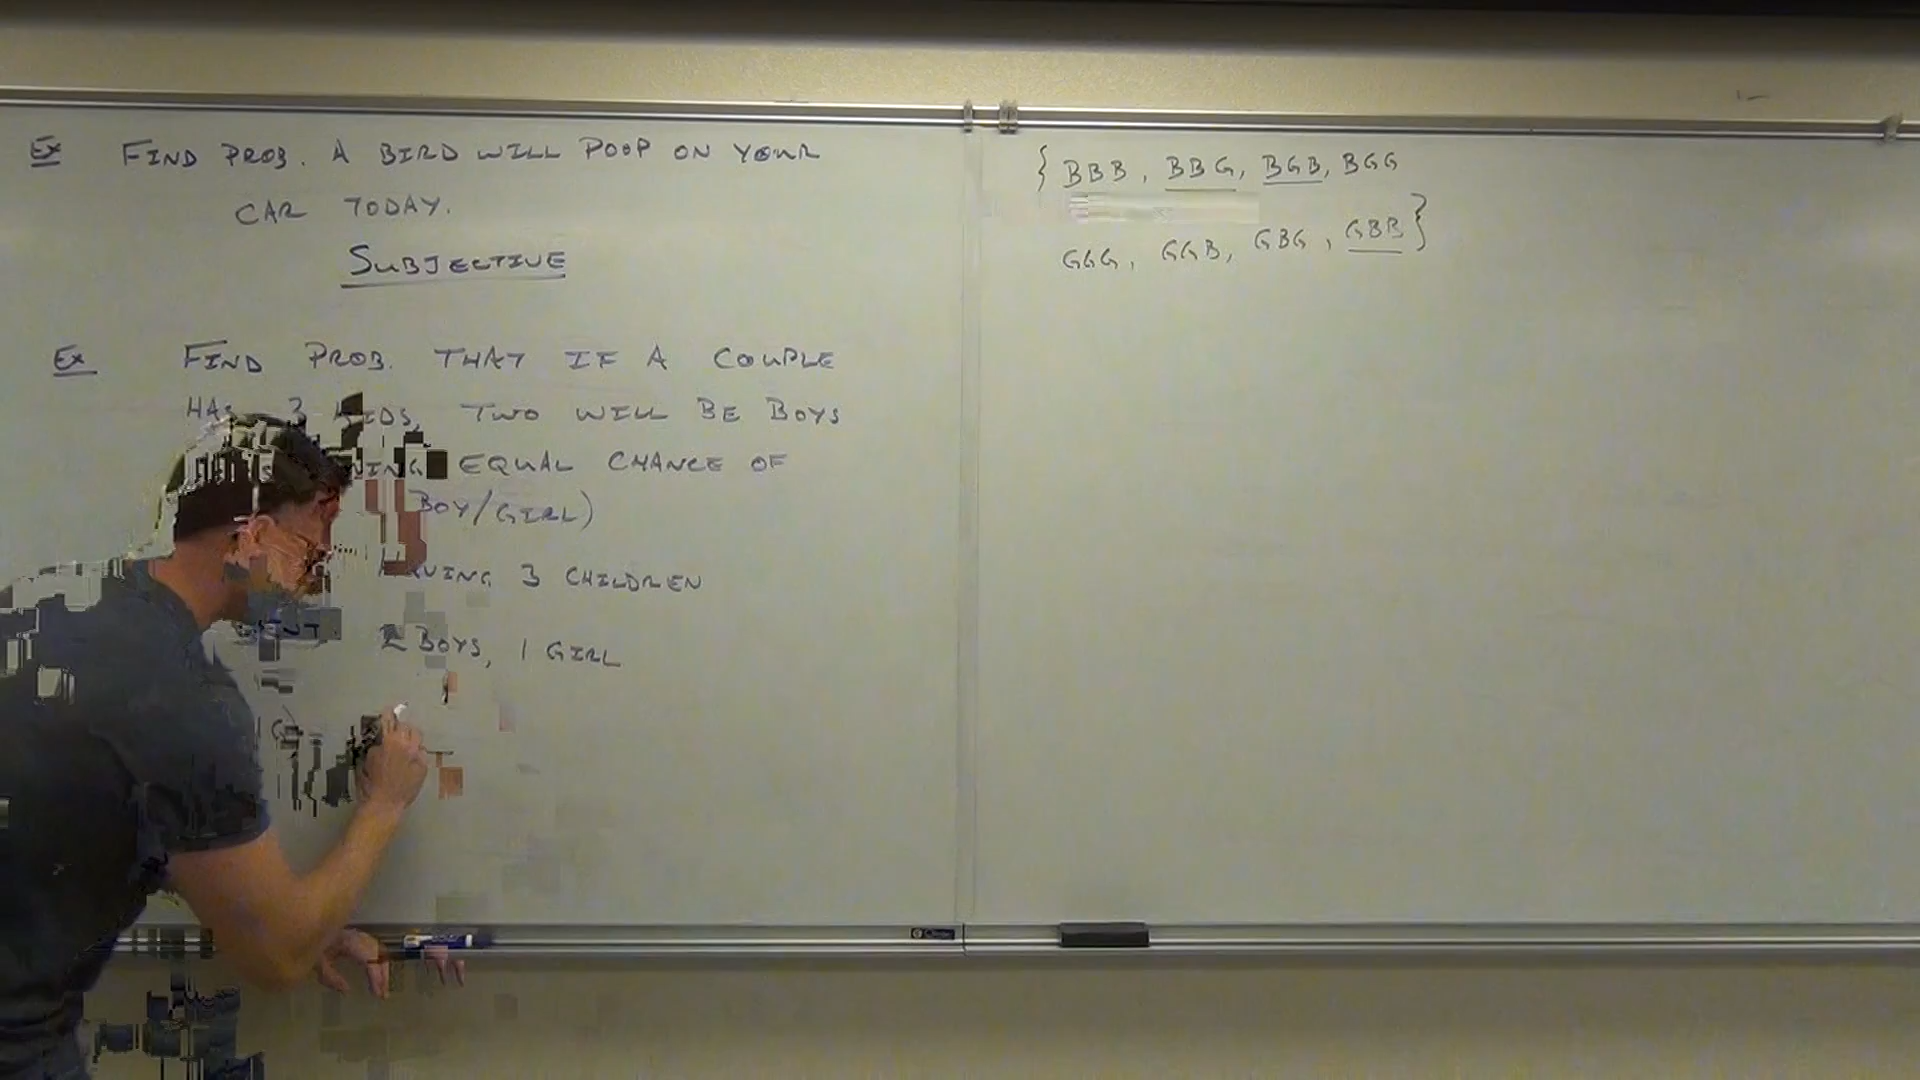 Ex FIND PROB. A BIRD WILL POOP ON YOUR
CAR TODAY.
SUBJECTIVE
Ex FIND PROB. THAT IF A COUPLE
HAS 3 KIDS, TWO WILL BE BOYS
EQUAL CHANCE OF
BOY/GIRL)
3 CHILDREN
2 BOYS, 1 GIRL
{ BBB, BBG, BGB, BGG
GGG, GGB, GBG, GBB }